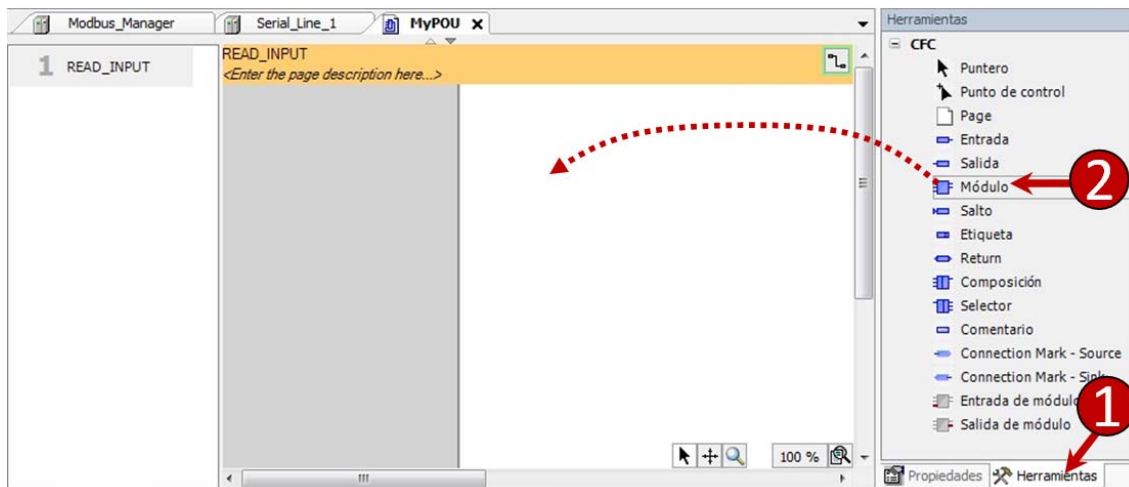 Modbus_Manager
Serial_Line_1
MyPOU
1 READ_INPUT
READ_INPUT
<Enter the page description here...>
100 %
Herramientas
CFC
Puntero
Punto de control
Page
Entrada
Salida
Módulo
2
Salto
Etiqueta
Return
Composición
Selector
Comentario
Connection Mark - Source
Connection Mark - Sink
Entrada de módulo
1
Salida de módulo
Propiedades
Herramientas